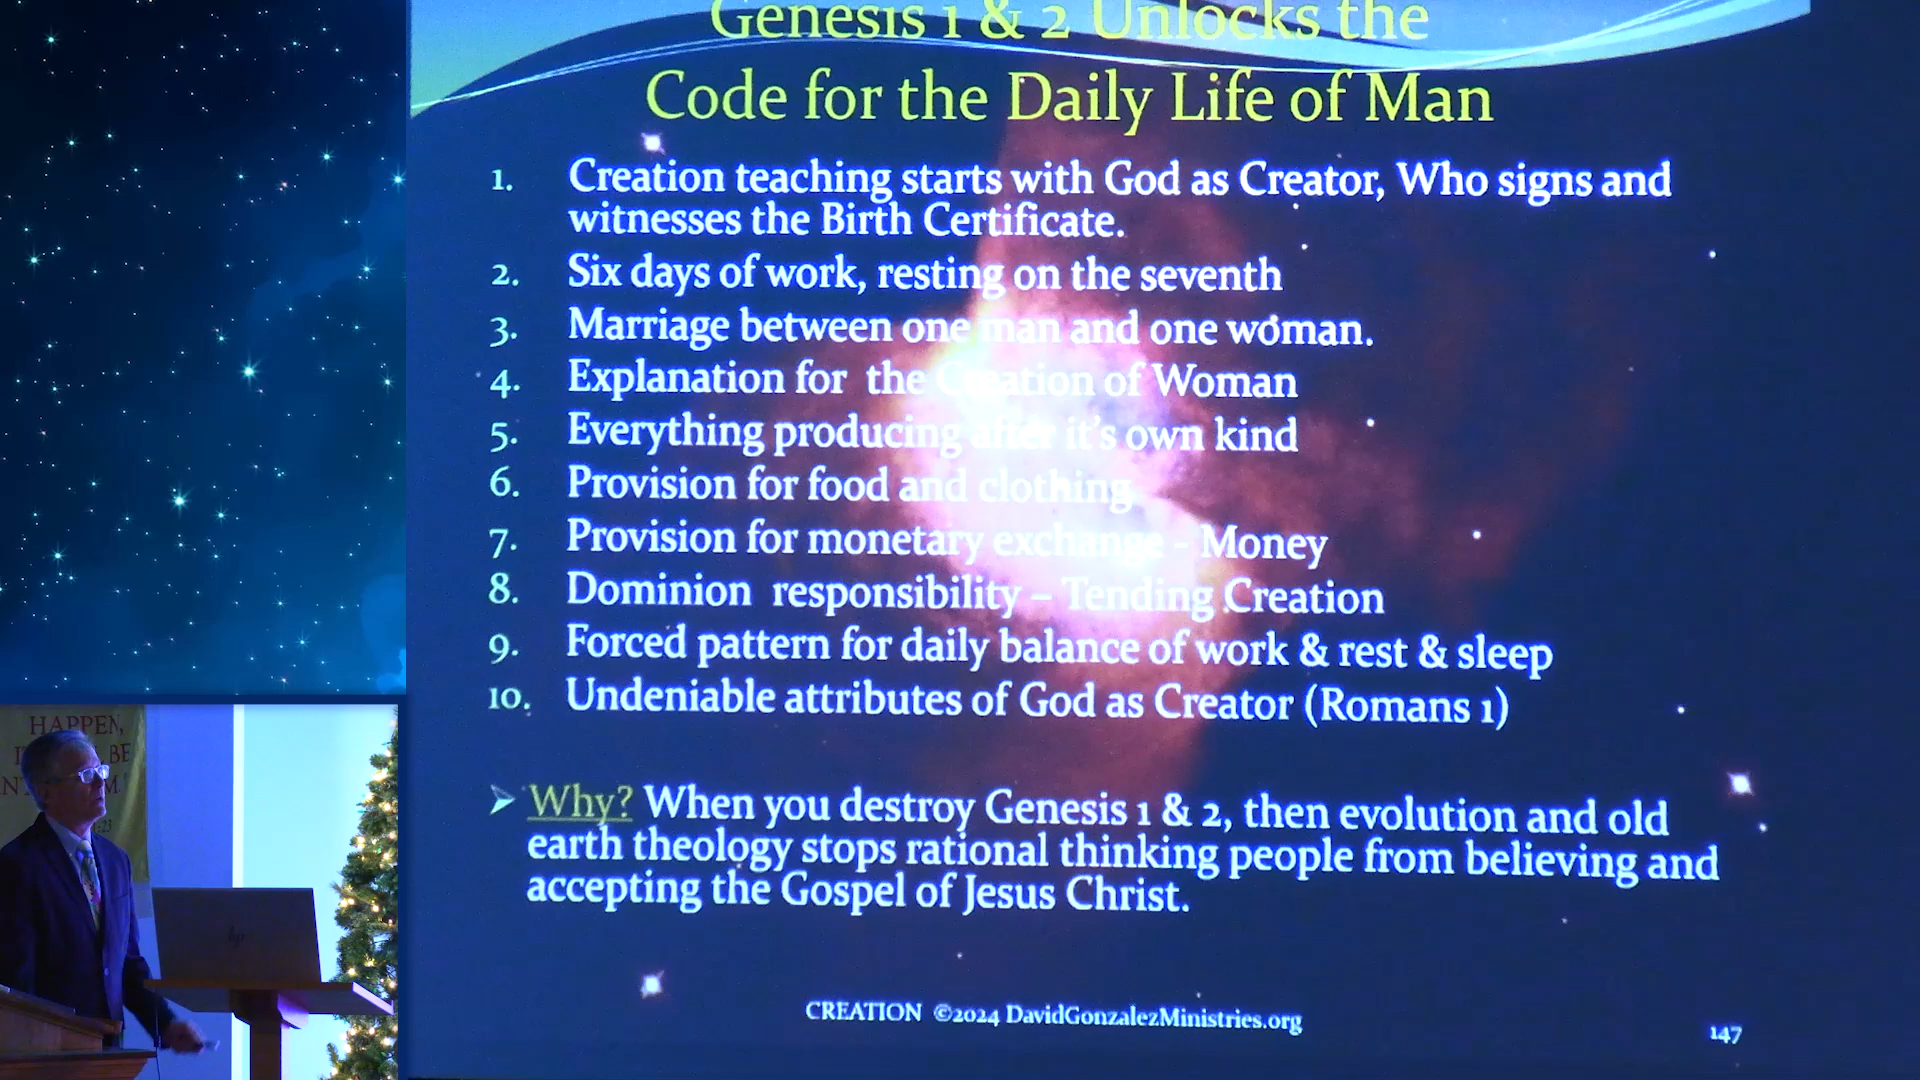 Genesis 1 & 2 Unlocks the
Code for the Daily Life of Man
1. Creation teaching starts with God as Creator, Who signs and
witnesses the Birth Certificate.
2. Six days of work, resting on the seventh
3. Marriage between one man and one woman.
4. Explanation for the Creation of Woman
5. Everything producing after it's own kind
6. Provision for food and clothing
7. Provision for monetary exchange - Money
8. Dominion responsibility – Tending Creation
9. Forced pattern for daily balance of work & rest & sleep
10. Undeniable attributes of God as Creator (Romans 1)
➢ Why? When you destroy Genesis 1 & 2, then evolution and old
earth theology stops rational thinking people from believing and
accepting the Gospel of Jesus Christ.
CREATION ©2024 DavidGonzalezMinistries.org
147
HAPPEN,
BE
hp